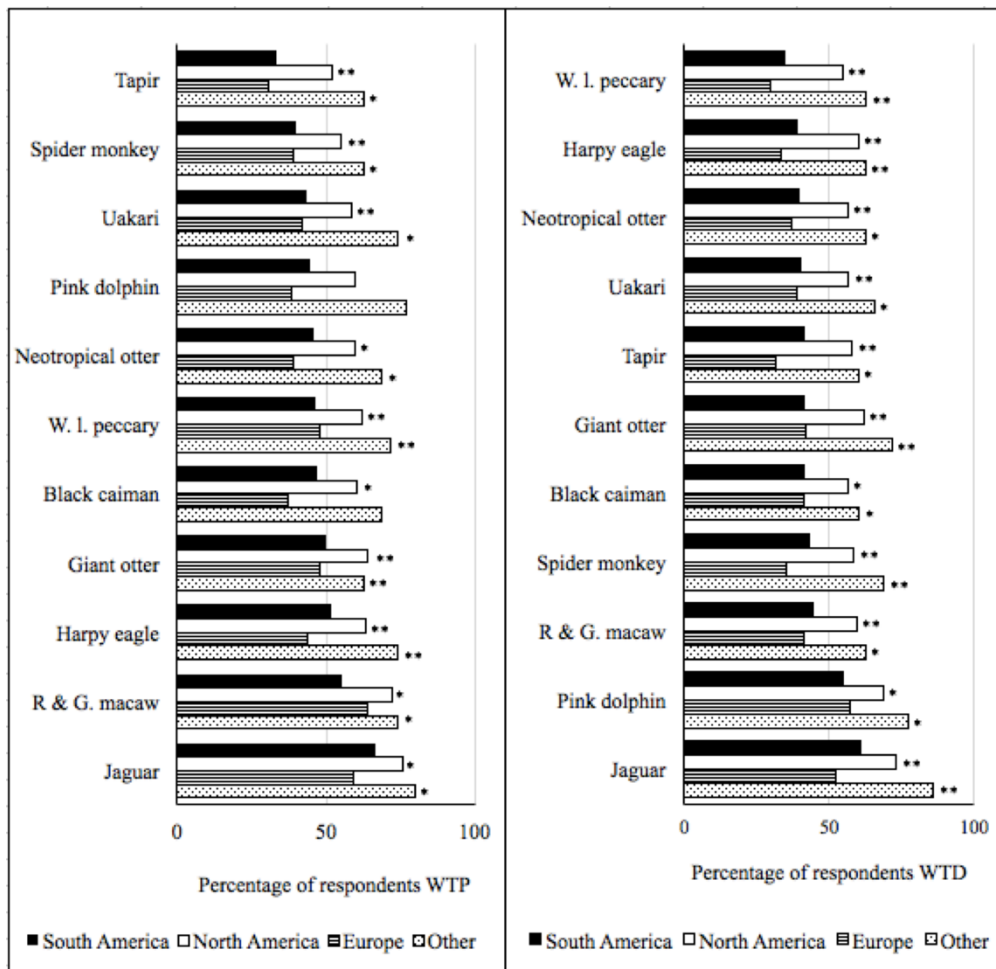 Tapir
**
*
Spider monkey
**
*
Uakari
**
*
Pink dolphin
Neotropical otter
*
*
W. l. peccary
**
**
Black caiman
*
Giant otter
**
**
Harpy eagle
**
**
R & G. macaw
*
*
Jaguar
*
*
0 50 100
Percentage of respondents WTP
South America North America Europe Other
W. l. peccary
**
**
Harpy eagle
**
**
Neotropical otter
**
*
Uakari
**
*
Tapir
**
*
Giant otter
**
**
Black caiman
*
*
Spider monkey
**
**
R & G. macaw
**
*
Pink dolphin
*
*
Jaguar
**
**
0 50 100
Percentage of respondents WTD
South America North America Europe Other